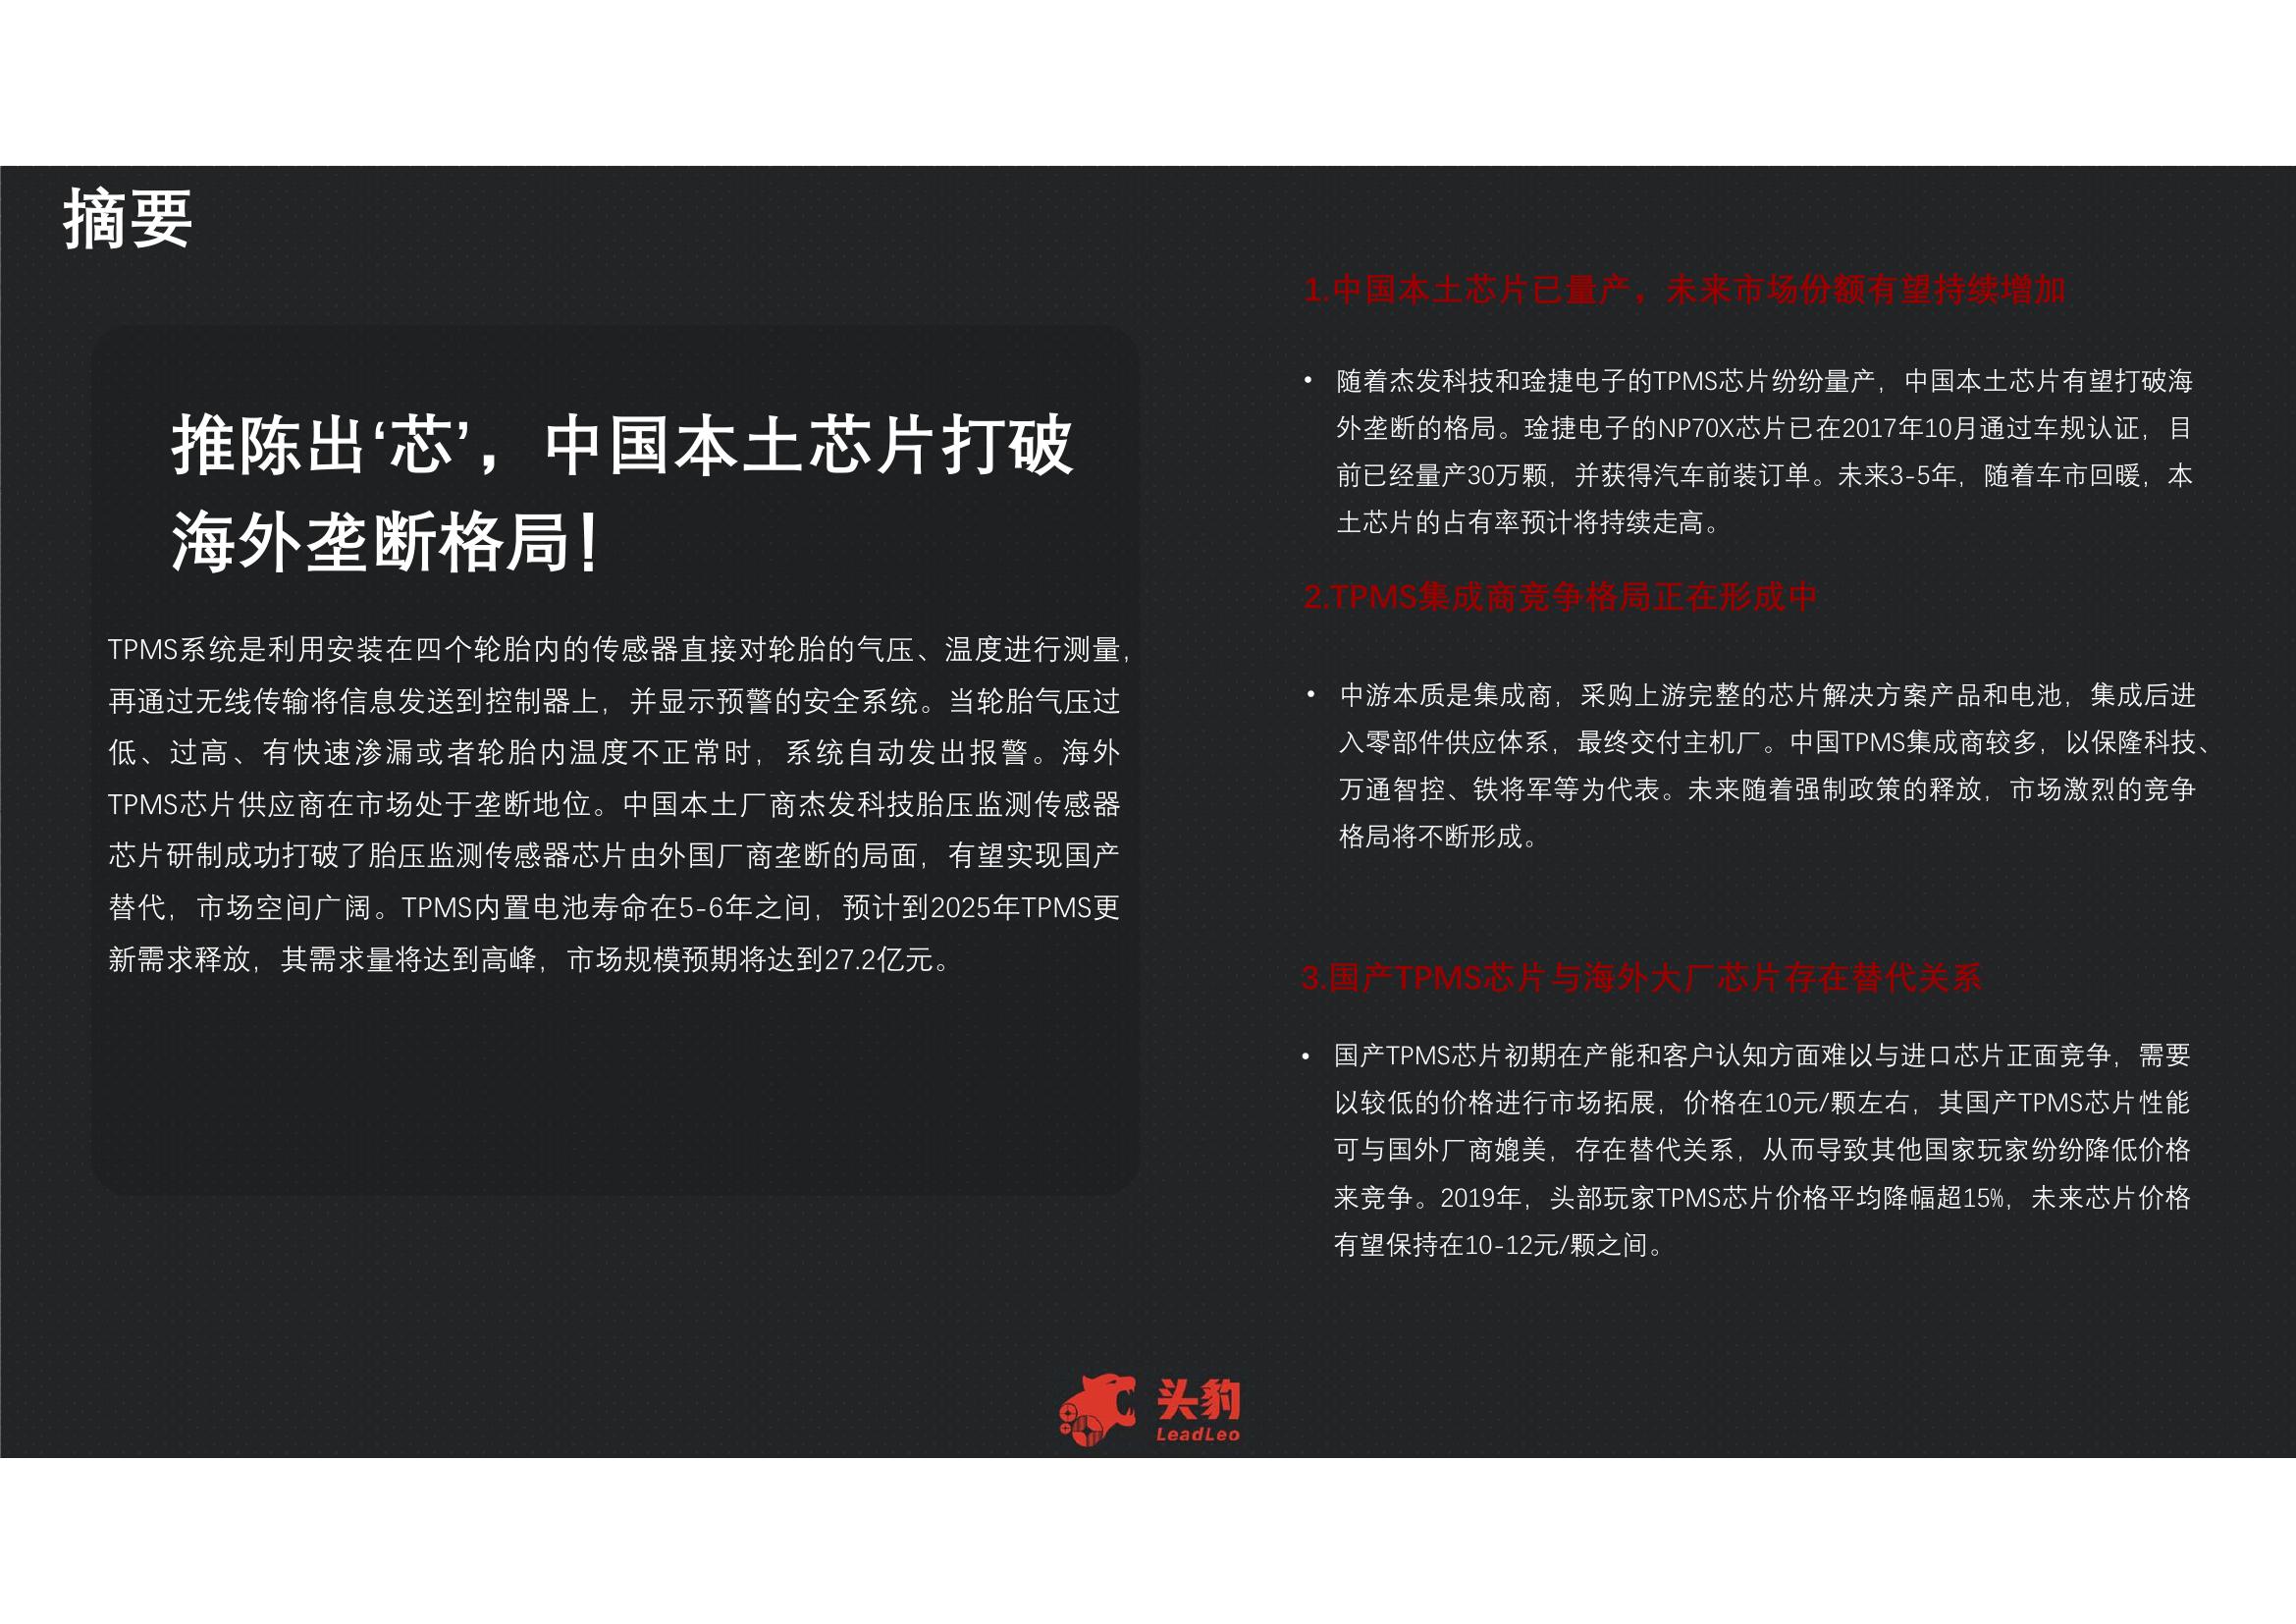 摘要
推陈出‘芯’，中国本土芯片打破
海外垄断格局！
TPMS系统是利用安装在四个轮胎内的传感器直接对轮胎的气压、温度进行测量，
再通过无线传输将信息发送到控制器上，并显示预警的安全系统。当轮胎气压过
低、过高、有快速渗漏或者轮胎内温度不正常时，系统自动发出报警。海外
TPMS芯片供应商在市场处于垄断地位。中国本土厂商杰发科技胎压监测传感器
芯片研制成功打破了胎压监测传感器芯片由外国厂商垄断的局面，有望实现国产
替代，市场空间广阔。TPMS内置电池寿命在5-6年之间，预计到2025年TPMS更
新需求释放，其需求量将达到高峰，市场规模预期将达到27.2亿元。
1.中国本土芯片已量产，未来市场份额有望持续增加
• 随着杰发科技和琻捷电子的TPMS芯片纷纷量产，中国本土芯片有望打破海
外垄断的格局。琻捷电子的NP70X芯片已在2017年10月通过车规认证，目
前已经量产30万颗，并获得汽车前装订单。未来3-5年，随着车市回暖，本
土芯片的占有率预计将持续走高。
2.TPMS集成商竞争格局正在形成中
• 中游本质是集成商，采购上游完整的芯片解决方案产品和电池，集成后进
入零部件供应体系，最终交付主机厂。中国TPMS集成商较多，以保隆科技、
万通智控、铁将军等为代表。未来随着强制政策的释放，市场激烈的竞争
格局将不断形成。
3.国产TPMS芯片与海外大厂芯片存在替代关系
• 国产TPMS芯片初期在产能和客户认知方面难以与进口芯片正面竞争，需要
以较低的价格进行市场拓展，价格在10元/颗左右，其国产TPMS芯片性能
可与国外厂商媲美，存在替代关系，从而导致其他国家玩家纷纷降低价格
来竞争。2019年，头部玩家TPMS芯片价格平均降幅超15%，未来芯片价格
有望保持在10-12元/颗之间。
头豹
LeadLeo